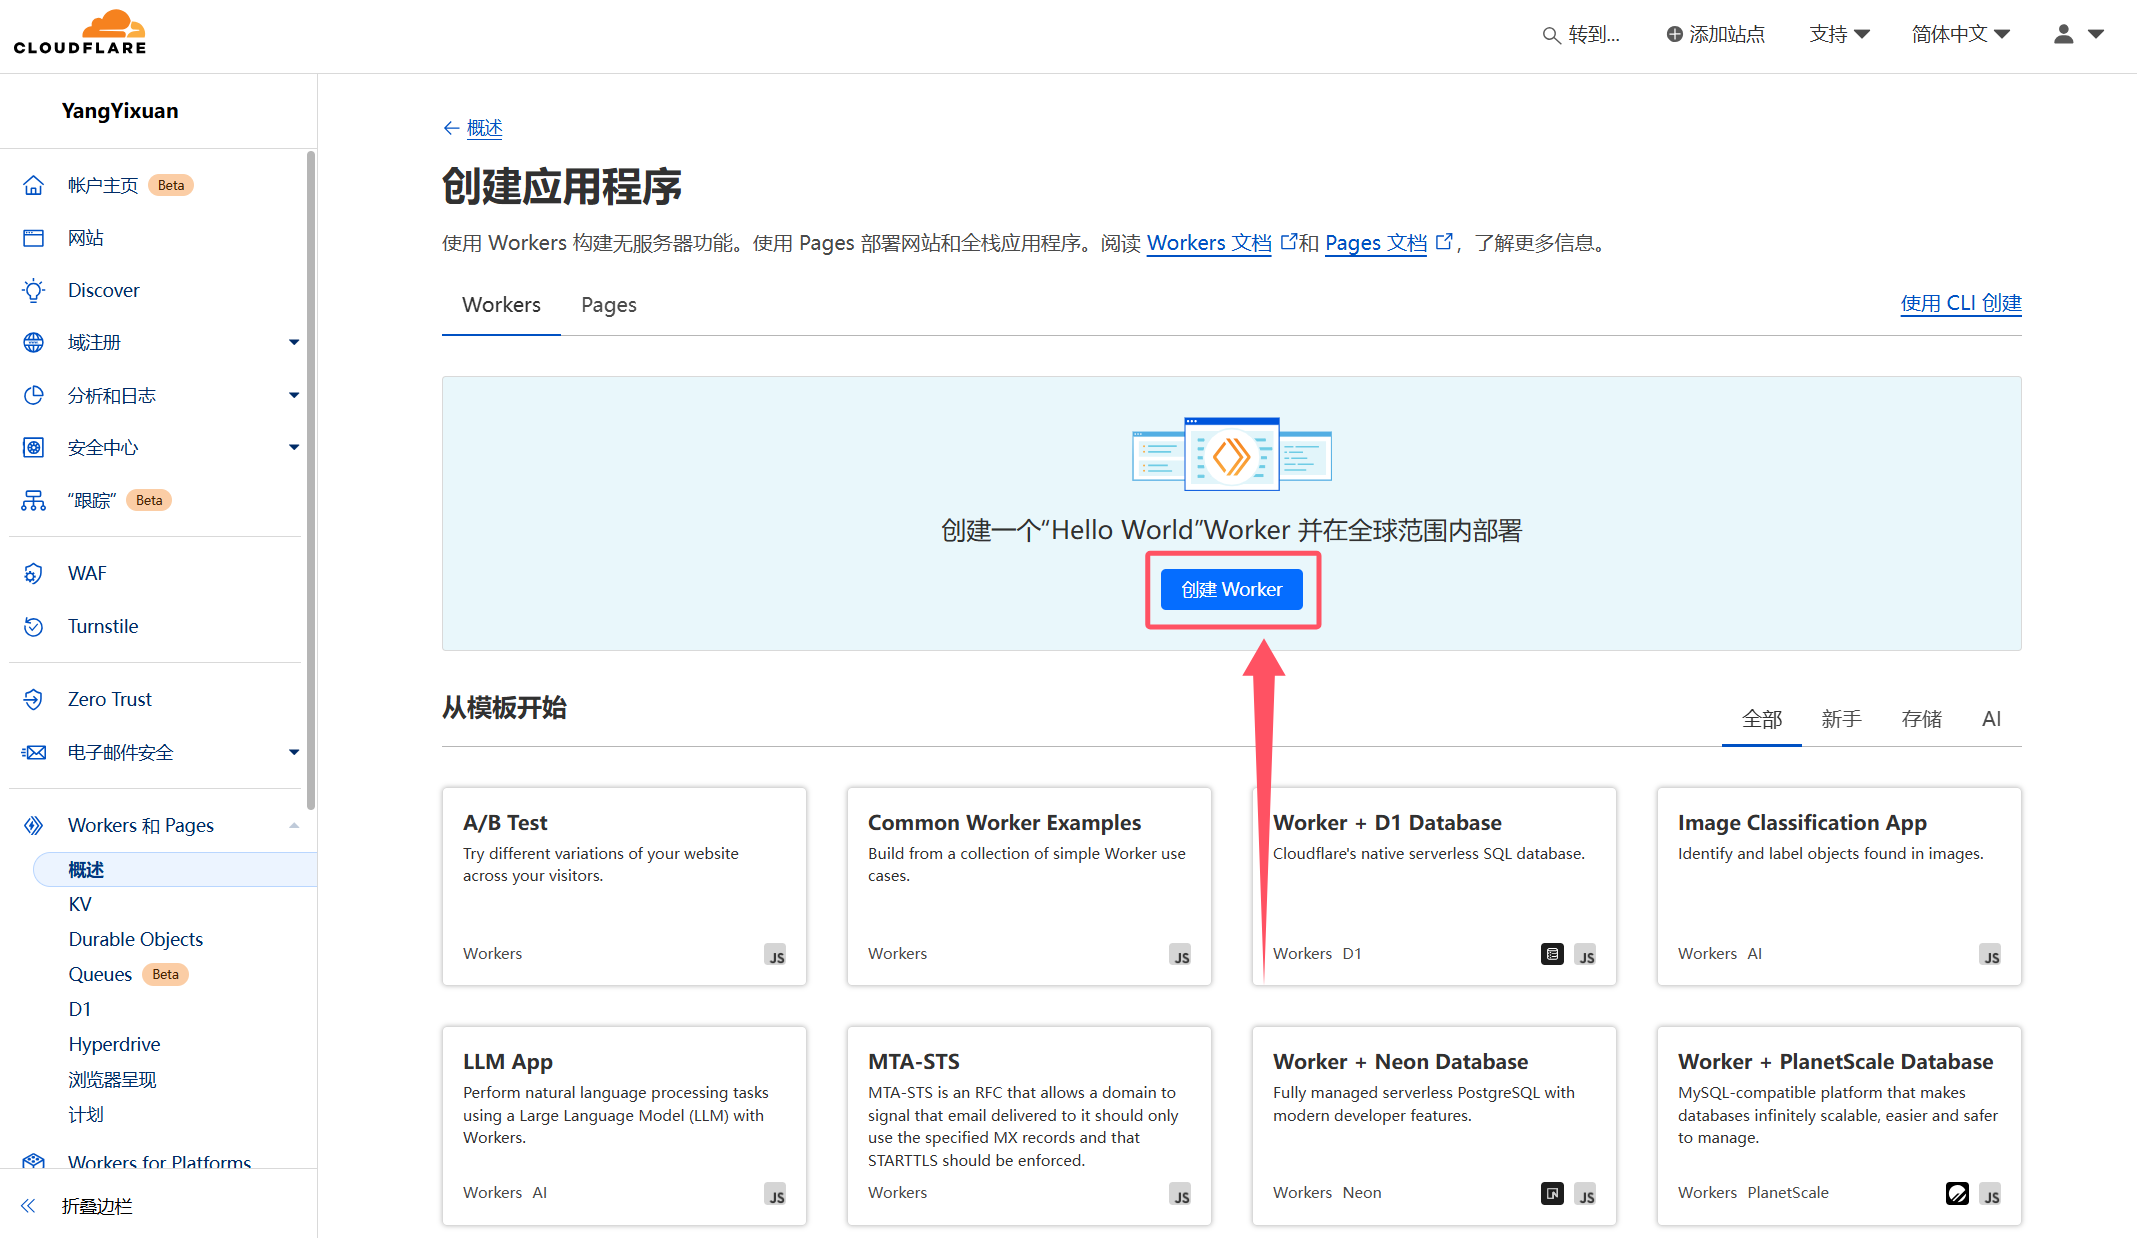 CLOUDFLARE
转到...
添加站点
支持
简体中文
YangYixuan
帐户主页 Beta
网站
Discover
域注册
分析和日志
安全中心
“跟踪” Beta
WAF
Turnstile
Zero Trust
电子邮件安全
Workers 和 Pages
概述
KV
Durable Objects
Queues Beta
D1
Hyperdrive
浏览器呈现
计划
Workers for Platforms
折叠边栏
概述
创建应用程序
使用 Workers 构建无服务器功能。使用 Pages 部署网站和全栈应用程序。阅读 Workers 文档 和 Pages 文档 ，了解更多信息。
Workers Pages 使用 CLI 创建
创建一个“Hello World”Worker 并在全球范围内部署
创建 Worker
从模板开始
全部 新手 存储 AI
A/B Test
Try different variations of your website
across your visitors.
Workers
JS
Common Worker Examples
Build from a collection of simple Worker use
cases.
Workers
JS
Worker + D1 Database
Cloudflare's native serverless SQL database.
Workers D1
JS
Image Classification App
Identify and label objects found in images.
Workers AI
JS
LLM App
Perform natural language processing tasks
using a Large Language Model (LLM) with
Workers.
Workers AI
JS
MTA-STS
MTA-STS is an RFC that allows a domain to
signal that email delivered to it should only
use the specified MX records and that
STARTTLS should be enforced.
Workers
JS
Worker + Neon Database
Fully managed serverless PostgreSQL with
modern developer features.
Workers Neon
JS
Worker + PlanetScale Database
MySQL-compatible platform that makes
databases infinitely scalable, easier and safer
to manage.
Workers PlanetScale
JS